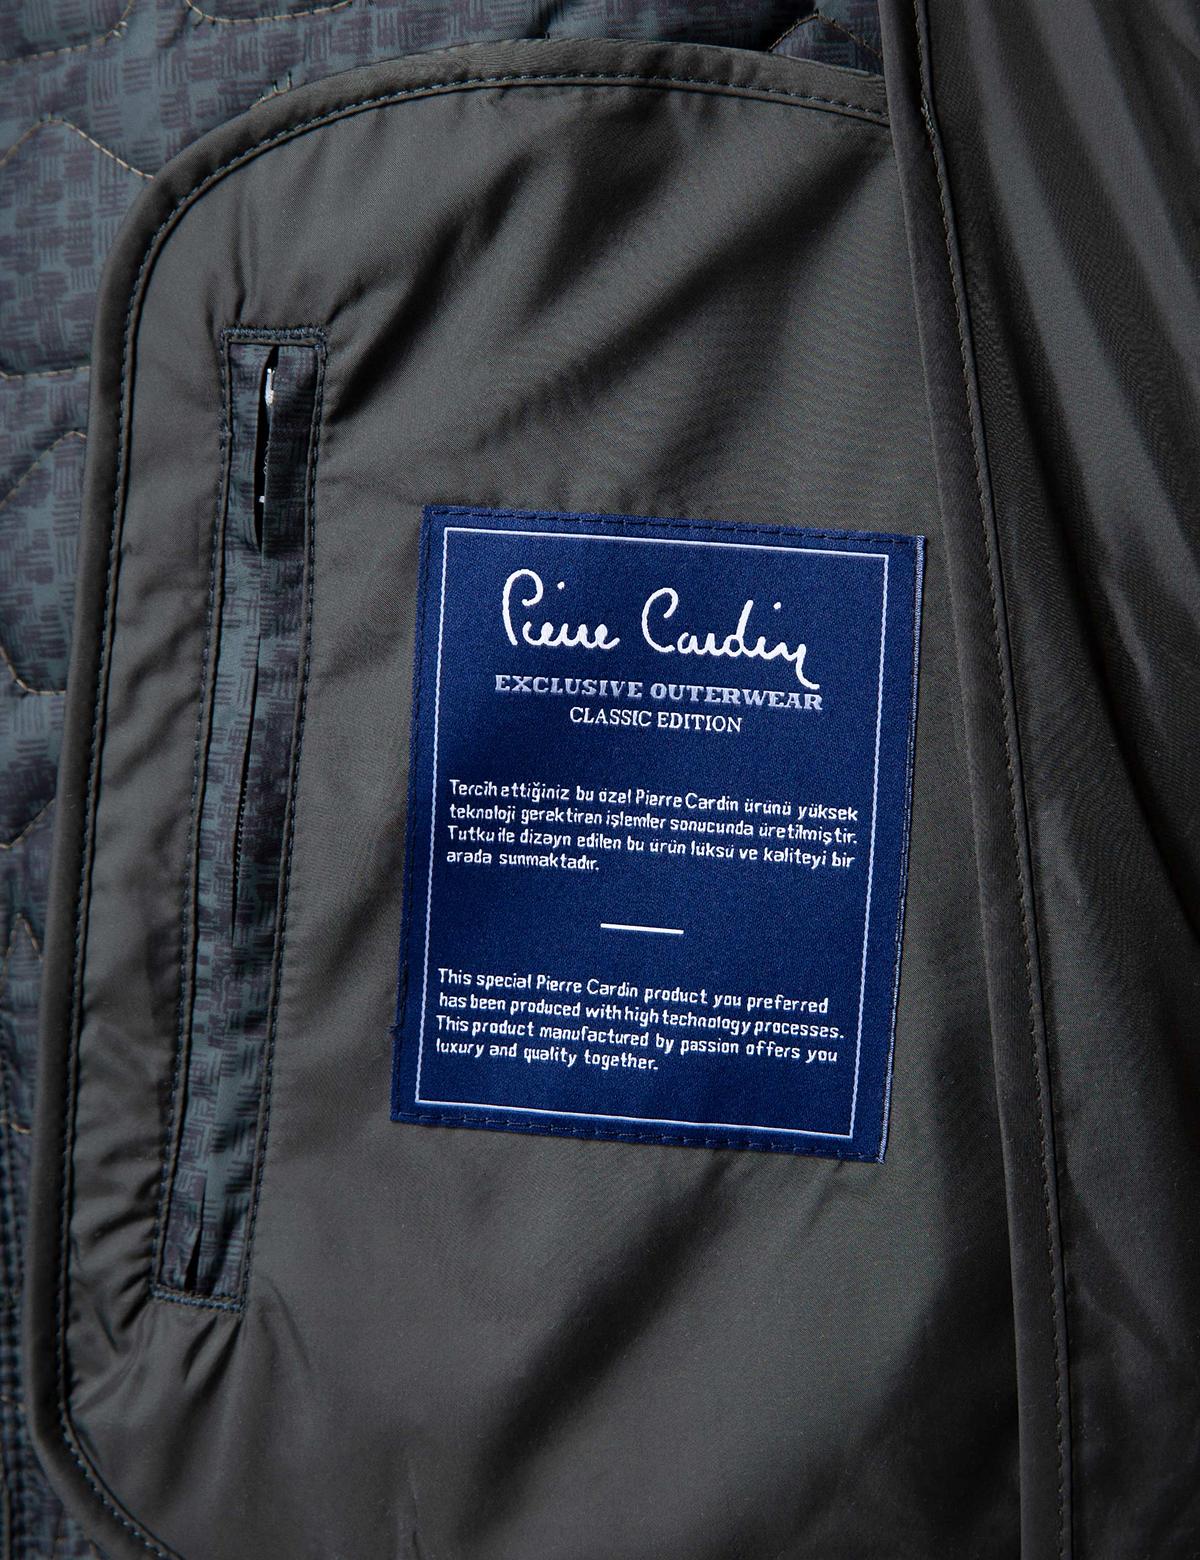 Pierre Cardin
EXCLUSIVE OUTERWEAR
CLASSIC EDITION
Tercih ettiğiniz bu özel Pierre Cardin ürünü yüksek
teknoloji gerektiren işlemler sonucunda üretilmiştir.
Tutku ile dizayn edilen bu ürün lüksü ve kaliteyi bir
arada sunmaktadır.
This special Pierre Cardin product you preferred
has been produced with high technology processes.
This product manufactured by passion offers you
luxury and quality together.